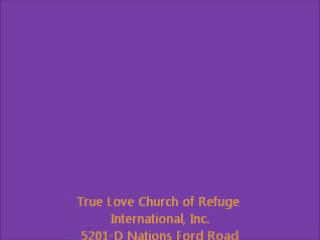 True Love Church of Refuge
International, Inc.
5201-D Nations Ford Road